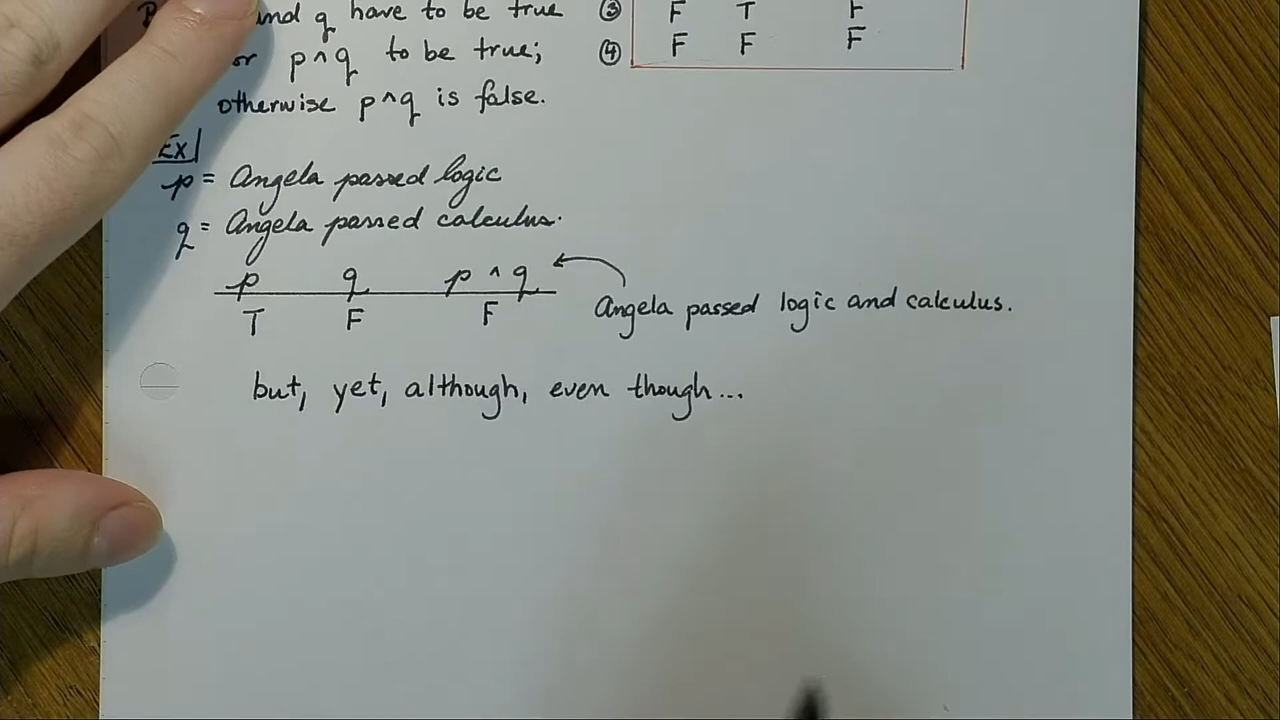 and q have to be true ③ F T F
or p^q to be true; ④ F F F
otherwise p^q is false.
Ex
p = Angela passed logic
q = Angela passed calculus.
p q p ^ q
T F F Angela passed logic and calculus.
but, yet, although, even though...